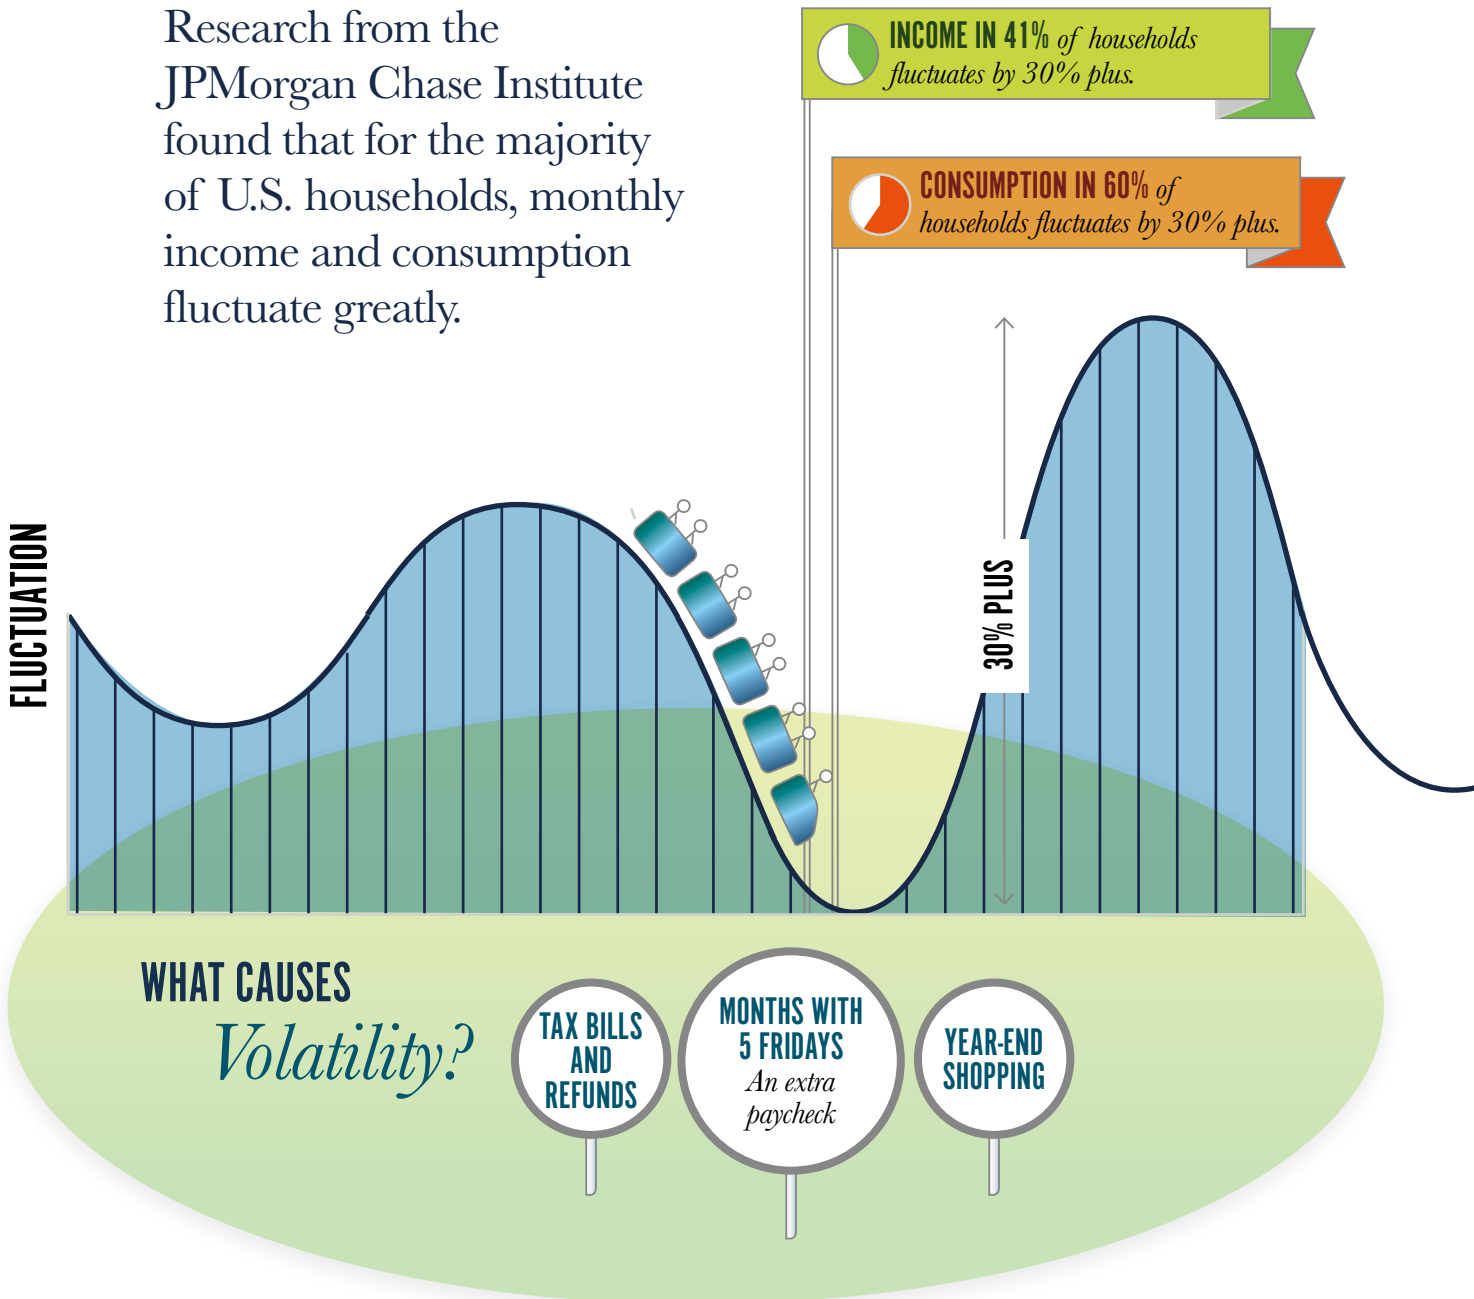 Research from the
JPMorgan Chase Institute
found that for the majority
of U.S. households, monthly
income and consumption
fluctuate greatly.
INCOME IN 41% of households
fluctuates by 30% plus.
CONSUMPTION IN 60% of
households fluctuates by 30% plus.
FLUCTUATION
30% PLUS
WHAT CAUSES
Volatility?
TAX BILLS
AND
REFUNDS
MONTHS WITH
5 FRIDAYS
An extra
paycheck
YEAR-END
SHOPPING